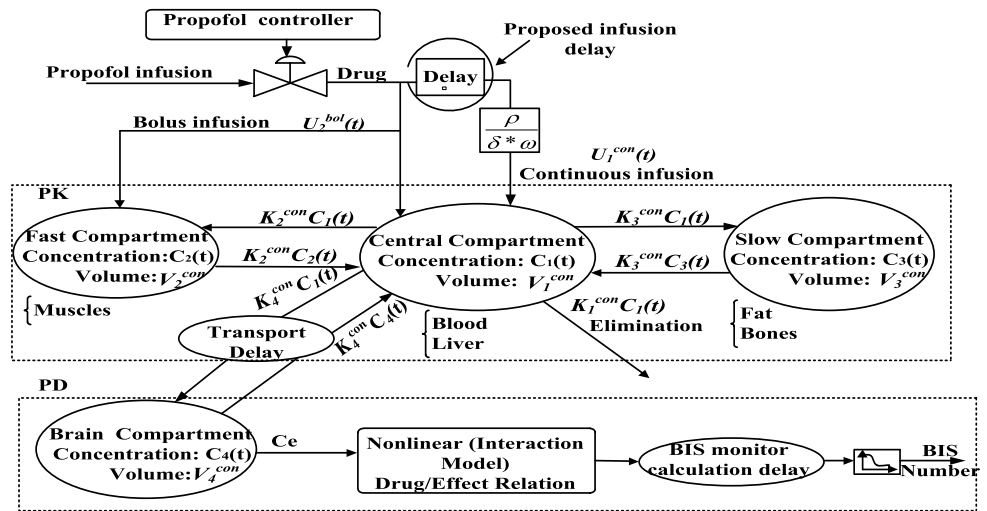 Propofol controller
Proposed infusion
delay
Propofol infusion
Drug
Delay
Bolus infusion U₂ᵇᵒˡ(t)
ρ
δ * ω
U₁ᶜᵒⁿ(t)
Continuous infusion
PK
K₂ᶜᵒⁿC₁(t)
K₃ᶜᵒⁿC₁(t)
Fast Compartment
Concentration:C₂(t)
Volume:V₂ᶜᵒⁿ
K₂ᶜᵒⁿC₂(t)
Central Compartment
Concentration: C₁(t)
Volume: V₁ᶜᵒⁿ
K₃ᶜᵒⁿC₃(t)
Slow Compartment
Concentration: C₃(t)
Volume: V₃ᶜᵒⁿ
Muscles
K₄ᶜᵒⁿC₁(t)
K₄ᶜᵒⁿC₄(t)
Transport
Delay
Blood
Liver
K₁ᶜᵒⁿC₁(t)
Elimination
Fat
Bones
PD
Brain Compartment
Concentration: C₄(t)
Volume:V₄ᶜᵒⁿ
Ce
Nonlinear (Interaction
Model)
Drug/Effect Relation
BIS monitor
calculation delay
BIS
Number